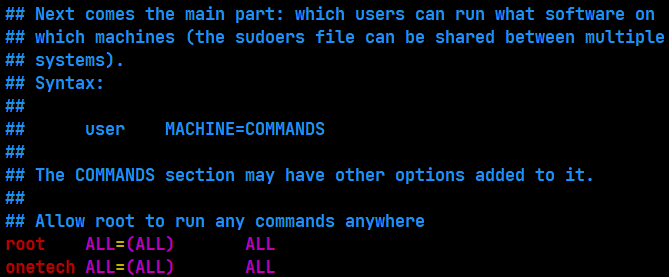 ## Next comes the main part: which users can run what software on
## which machines (the sudoers file can be shared between multiple
## systems).
## Syntax:
##
##      user    MACHINE=COMMANDS
##
## The COMMANDS section may have other options added to it.
##
## Allow root to run any commands anywhere
root    ALL=(ALL)       ALL
onetech ALL=(ALL)       ALL